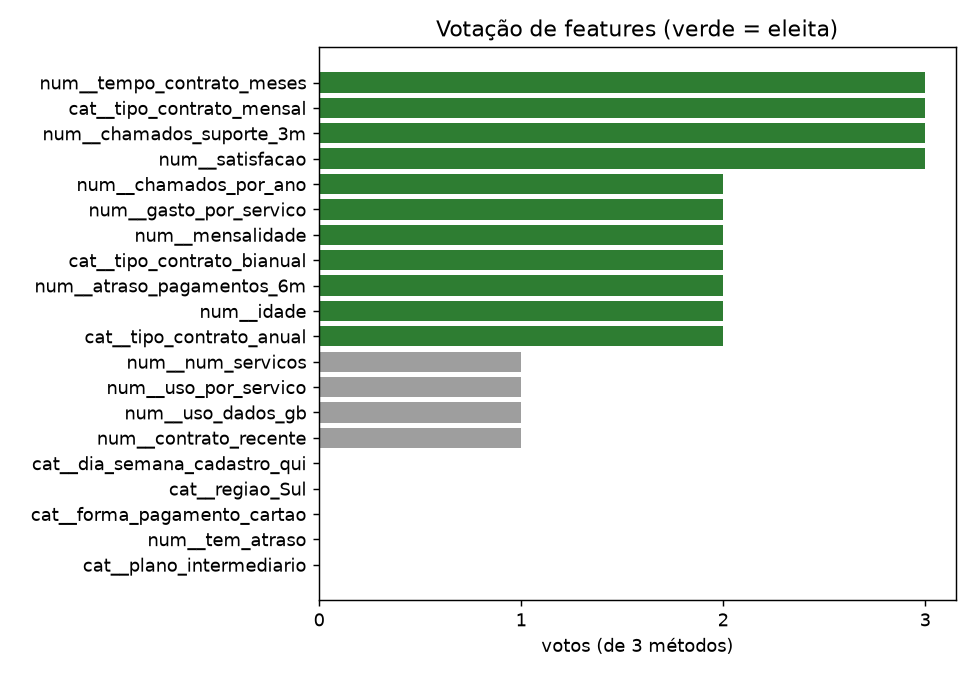 Votação de features (verde = eleita)
num__tempo_contrato_meses
cat__tipo_contrato_mensal
num__chamados_suporte_3m
num__satisfacao
num__chamados_por_ano
num__gasto_por_servico
num__mensalidade
cat__tipo_contrato_bianual
num__atraso_pagamentos_6m
num__idade
cat__tipo_contrato_anual
num__num_servicos
num__uso_por_servico
num__uso_dados_gb
num__contrato_recente
cat__dia_semana_cadastro_qui
cat__regiao_Sul
cat__forma_pagamento_cartao
num__tem_atraso
cat__plano_intermediario
0 1 2 3
votos (de 3 métodos)